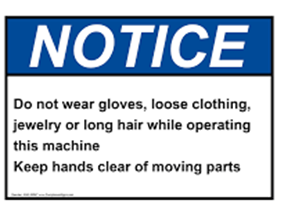 NOTICE
Do not wear gloves, loose clothing,
jewelry or long hair while operating
this machine
Keep hands clear of moving parts